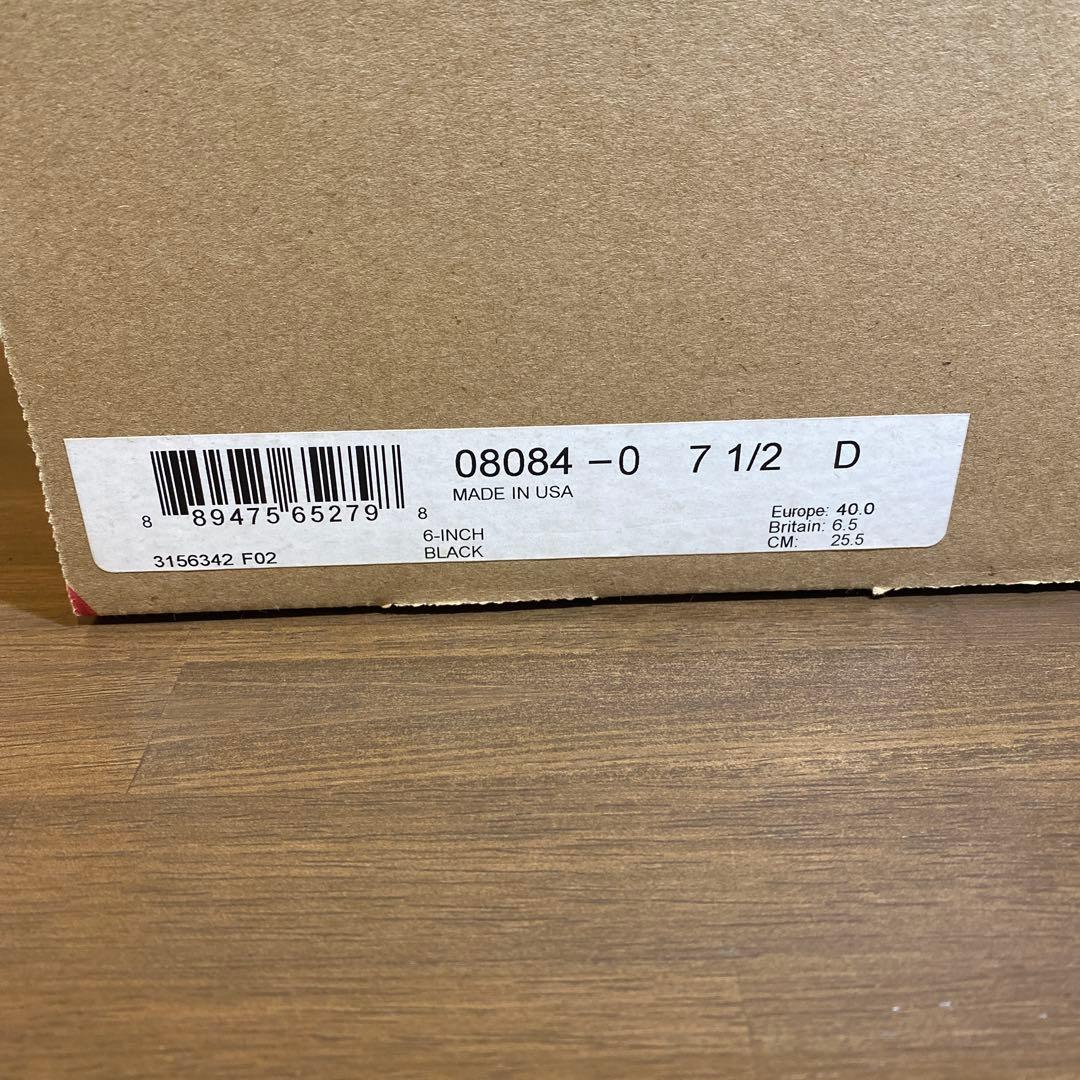 08084 – 0 7 1/2 D
MADE IN USA
8 89475 65279 8
6-INCH
BLACK
3156342 F02
Europe: 40.0
Britain: 6.5
CM: 25.5